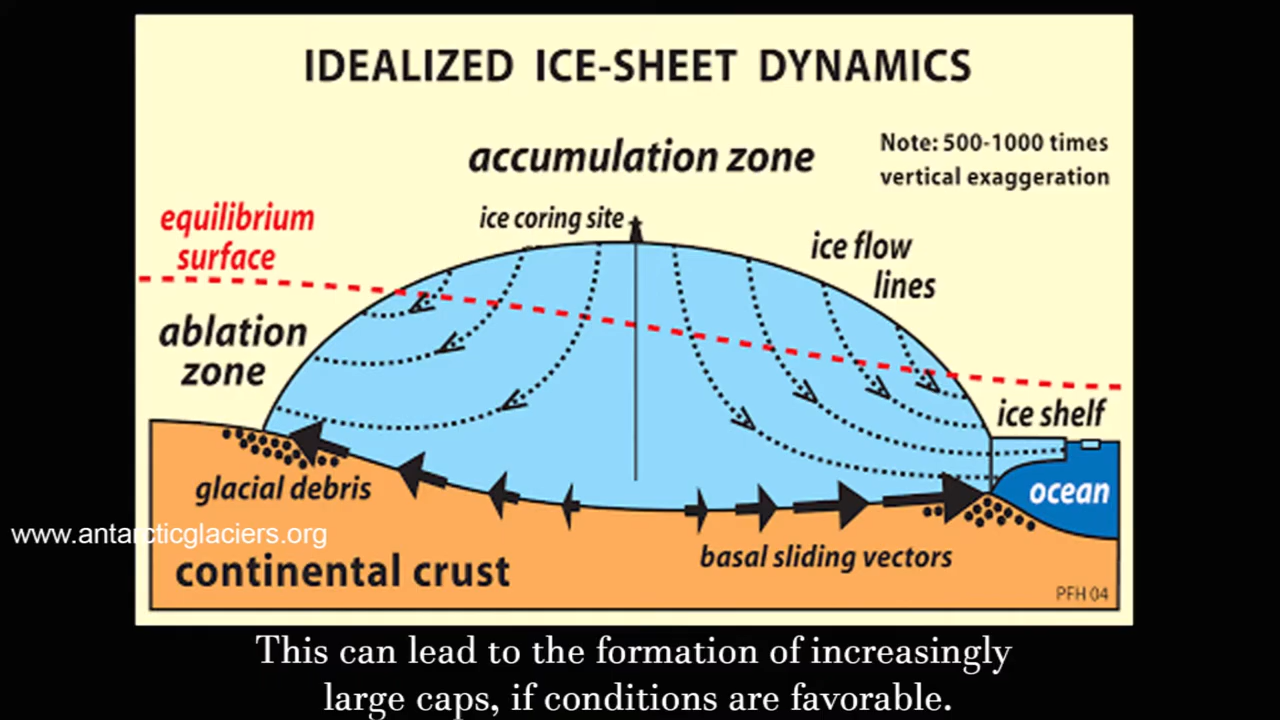 IDEALIZED ICE-SHEET DYNAMICS
accumulation zone
Note: 500-1000 times
vertical exaggeration
equilibrium
surface
ice coring site
ice flow
lines
ablation
zone
ice shelf
glacial debris
ocean
www.antarcticglaciers.org
basal sliding vectors
continental crust
PFH 04
This can lead to the formation of increasingly
large caps, if conditions are favorable.